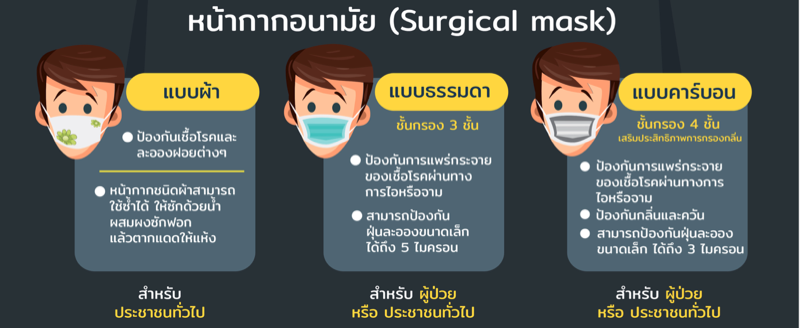 หน้ากากอนามัย (Surgical mask)
แบบผ้า
ป้องกันเชื้อโรคและ
ละอองฝอยต่างๆ
หน้ากากชนิดผ้าสามารถ
ใช้ซ้ำได้ ให้ซักด้วยน้ำ
ผสมผงซักฟอก
แล้วตากแดดให้แห้ง
สำหรับ
ประชาชนทั่วไป
แบบธรรมดา
ชั้นกรอง 3 ชั้น
ป้องกันการแพร่กระจาย
ของเชื้อโรคผ่านทาง
การไอหรือจาม
สามารถป้องกัน
ฝุ่นละอองขนาดเล็ก
ได้ถึง 5 ไมครอน
สำหรับ ผู้ป่วย
หรือ ประชาชนทั่วไป
แบบคาร์บอน
ชั้นกรอง 4 ชั้น
เสริมประสิทธิภาพการกรองกลิ่น
ป้องกันการแพร่กระจาย
ของเชื้อโรคผ่านทางการ
ไอหรือจาม
ป้องกันกลิ่นและควัน
สามารถป้องกันฝุ่นละออง
ขนาดเล็ก ได้ถึง 3 ไมครอน
สำหรับ ผู้ป่วย
หรือ ประชาชนทั่วไป